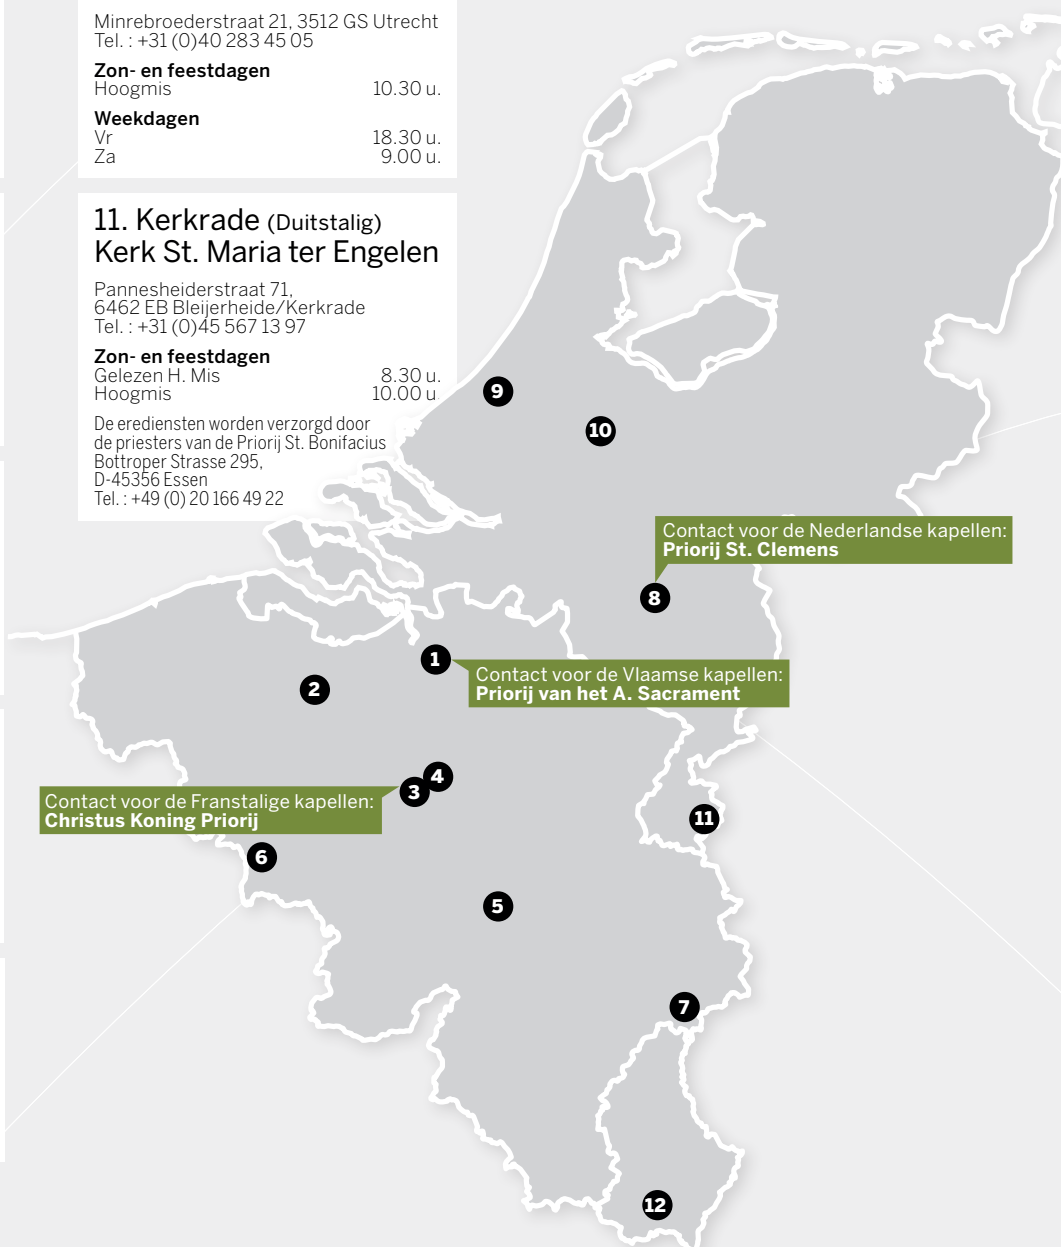 Minrebroederstraat 21, 3512 GS Utrecht
Tel. : +31 (0)40 283 45 05
Zon- en feestdagen
Hoogmis 10.30 u.
Weekdagen
Vr 18.30 u.
Za 9.00 u.
11. Kerkrade (Duitstalig)
Kerk St. Maria ter Engelen
Pannesheiderstraat 71,
6462 EB Bleijerheide/Kerkrade
Tel. : +31 (0)45 567 13 97
Zon- en feestdagen
Gelezen H. Mis 8.30 u.
Hoogmis 10.00 u.
De erediensten worden verzorgd door
de priesters van de Priorij St. Bonifacius
Bottroper Strasse 295,
D-45356 Essen
Tel. : +49 (0) 20 166 49 22
9
10
Contact voor de Nederlandse kapellen:
Priorij St. Clemens
8
1
Contact voor de Vlaamse kapellen:
Priorij van het A. Sacrament
2
4
3
Contact voor de Franstalige kapellen:
Christus Koning Priorij
11
6
5
7
12